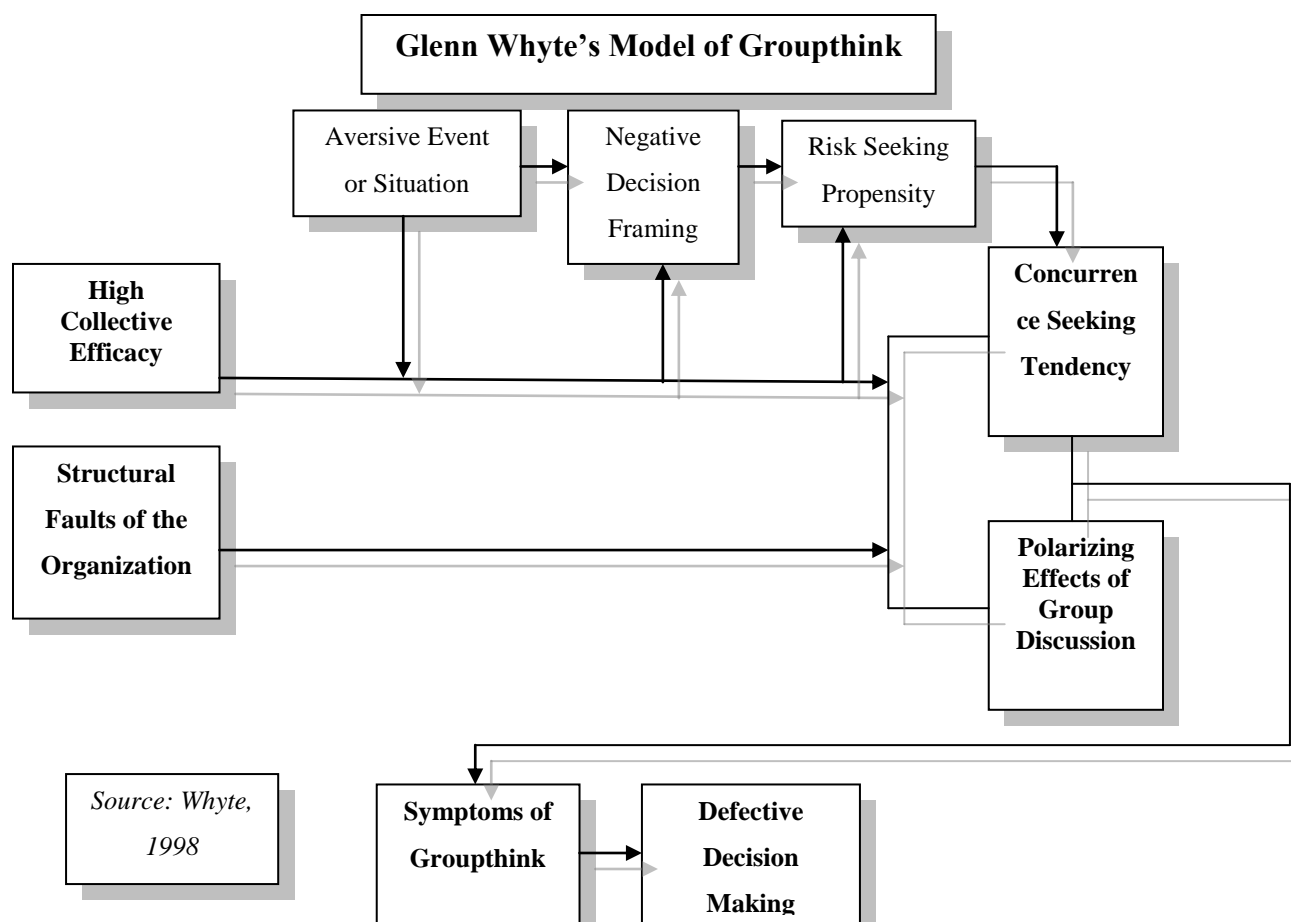 Glenn Whyte's Model of Groupthink
Aversive Event
or Situation
Negative
Decision
Framing
Risk Seeking
Propensity
High
Collective
Efficacy
Concurren
ce Seeking
Tendency
Structural
Faults of the
Organization
Polarizing
Effects of
Group
Discussion
Source: Whyte,
1998
Symptoms of
Groupthink
Defective
Decision
Making